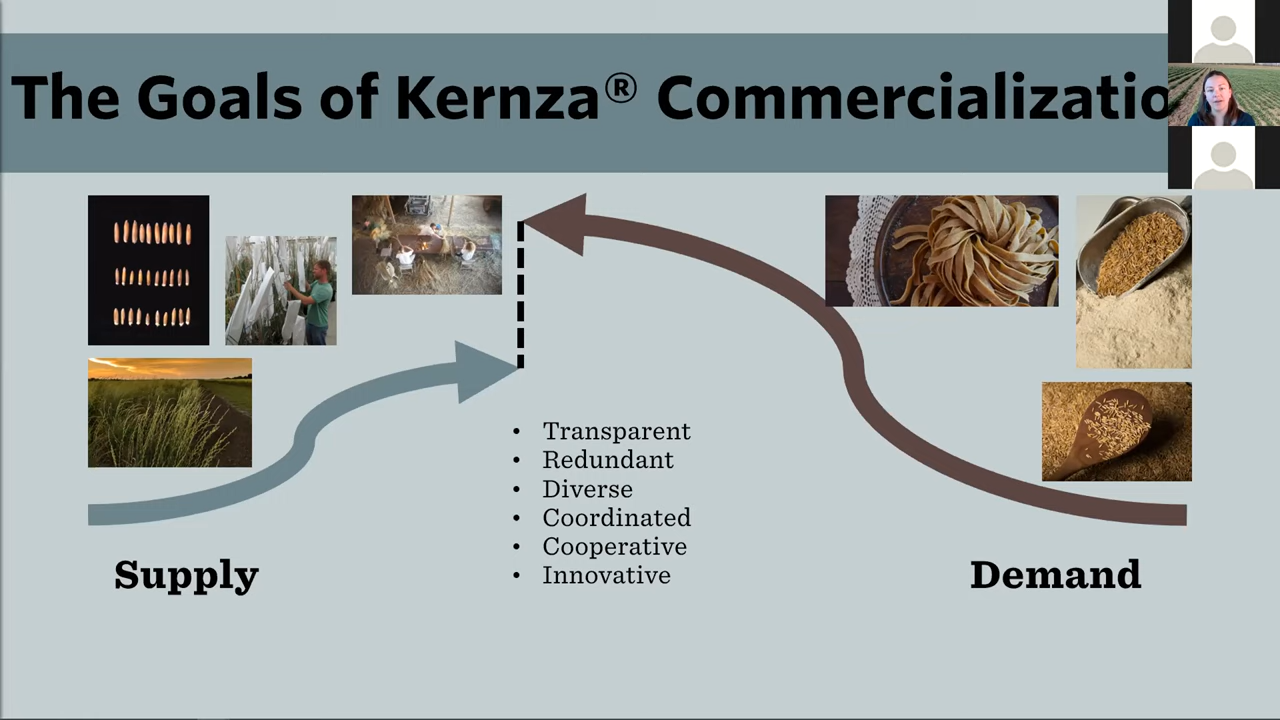 The Goals of Kernza® Commercializatio
• Transparent
• Redundant
• Diverse
• Coordinated
• Cooperative
• Innovative
Supply
Demand